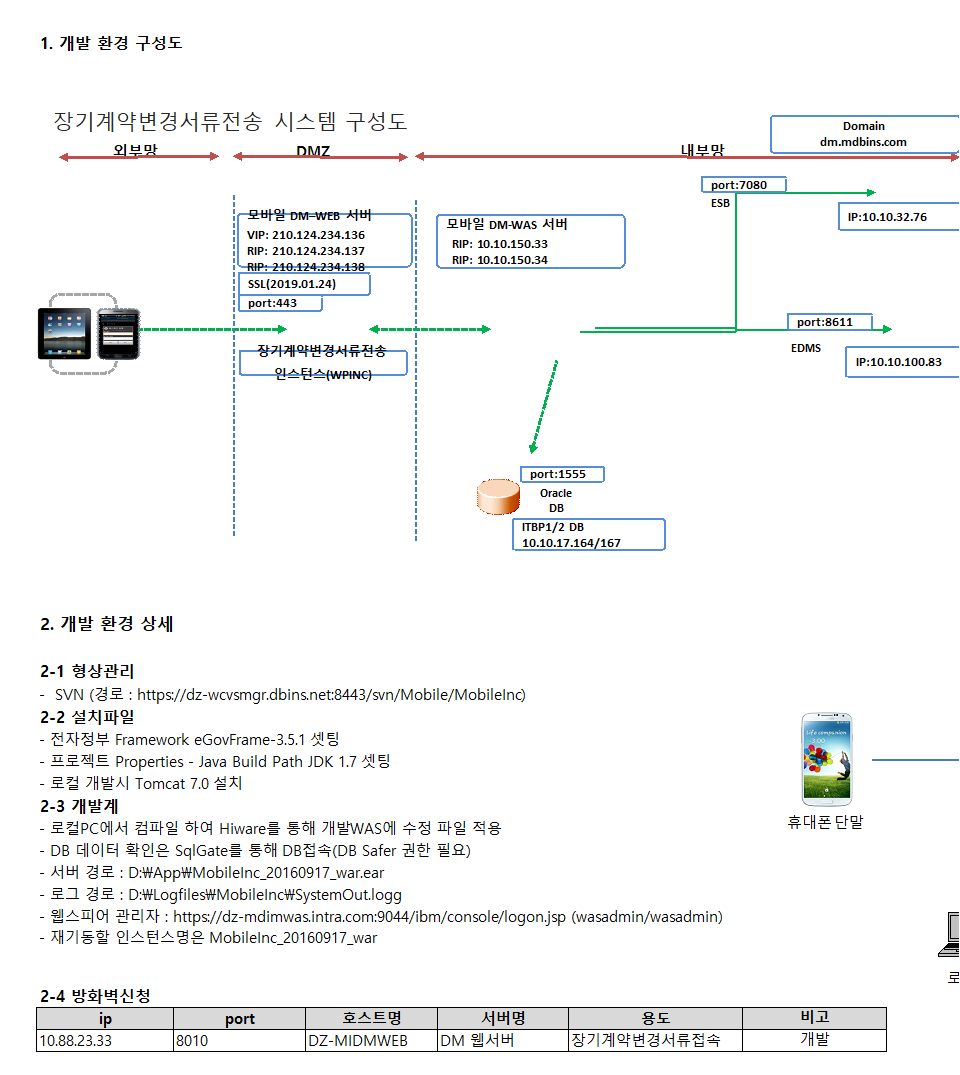 1. 개발 환경 구성도
장기계약변경서류전송 시스템 구성도
외부망
DMZ
내부망
Domain
dm.mdbins.com
port:7080
ESB
IP:10.10.32.76
모바일 DM–WEB 서버
VIP: 210.124.234.136
RIP: 210.124.234.137
RIP: 210.124.234.138
SSL(2019.01.24)
port:443
모바일 DM-WAS 서버
RIP: 10.10.150.33
RIP: 10.10.150.34
장기계약변경서류전송
인스턴스(WPINC)
port:8611
EDMS
IP:10.10.100.83
port:1555
Oracle
DB
ITBP1/2 DB
10.10.17.164/167
2. 개발 환경 상세
2-1 형상관리
- SVN (경로 : https://dz-wcvsmgr.dbins.net:8443/svn/Mobile/MobileInc)
2-2 설치파일
- 전자정부 Framework eGovFrame-3.5.1 셋팅
- 프로젝트 Properties - Java Build Path JDK 1.7 셋팅
- 로컬 개발시 Tomcat 7.0 설치
2-3 개발계
- 로컬PC에서 컴파일 하여 Hiware를 통해 개발WAS에 수정 파일 적용
- DB 데이터 확인은 SqlGate를 통해 DB접속(DB Safer 권한 필요)
- 서버 경로 : D:₩App₩MobileInc_20160917_war.ear
- 로그 경로 : D:₩Logfiles₩MobileInc₩SystemOut.logg
- 웹스피어 관리자 : https://dz-mdimwas.intra.com:9044/ibm/console/logon.jsp (wasadmin/wasadmin)
- 재기동할 인스턴스명은 MobileInc_20160917_war
Life companion
휴대폰 단말
로
2-4 방화벽신청
ip port 호스트명 서버명 용도 비고
10.88.23.33 8010 DZ-MIDMWEB DM 웹서버 장기계약변경서류접속 개발